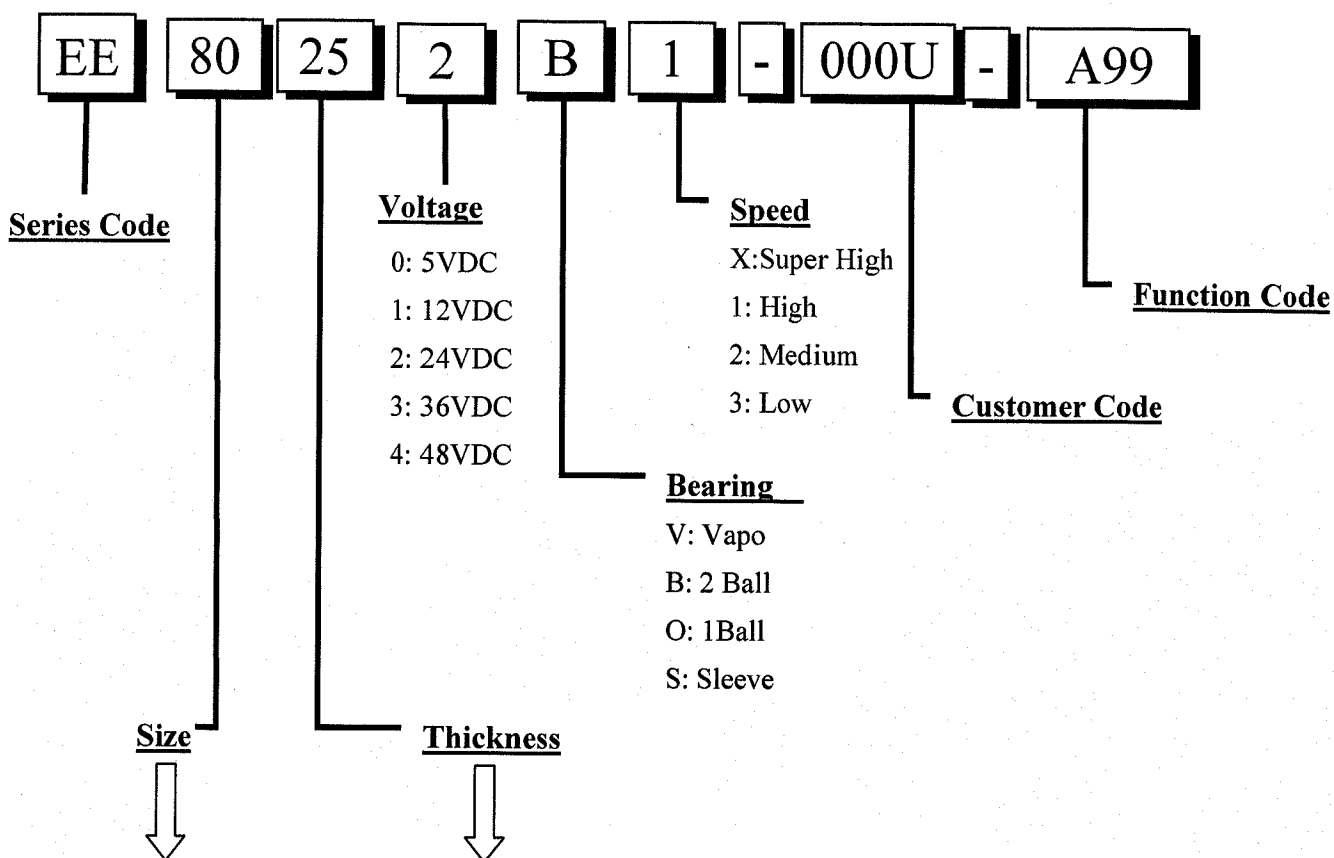 EE 80 25 2 B 1 - 000U - A99
Series Code
Voltage
0: 5VDC
1: 12VDC
2: 24VDC
3: 36VDC
4: 48VDC
Speed
X:Super High
1: High
2: Medium
3: Low
Function Code
Customer Code
Bearing
V: Vapo
B: 2 Ball
O: 1Ball
S: Sleeve
Size
Thickness